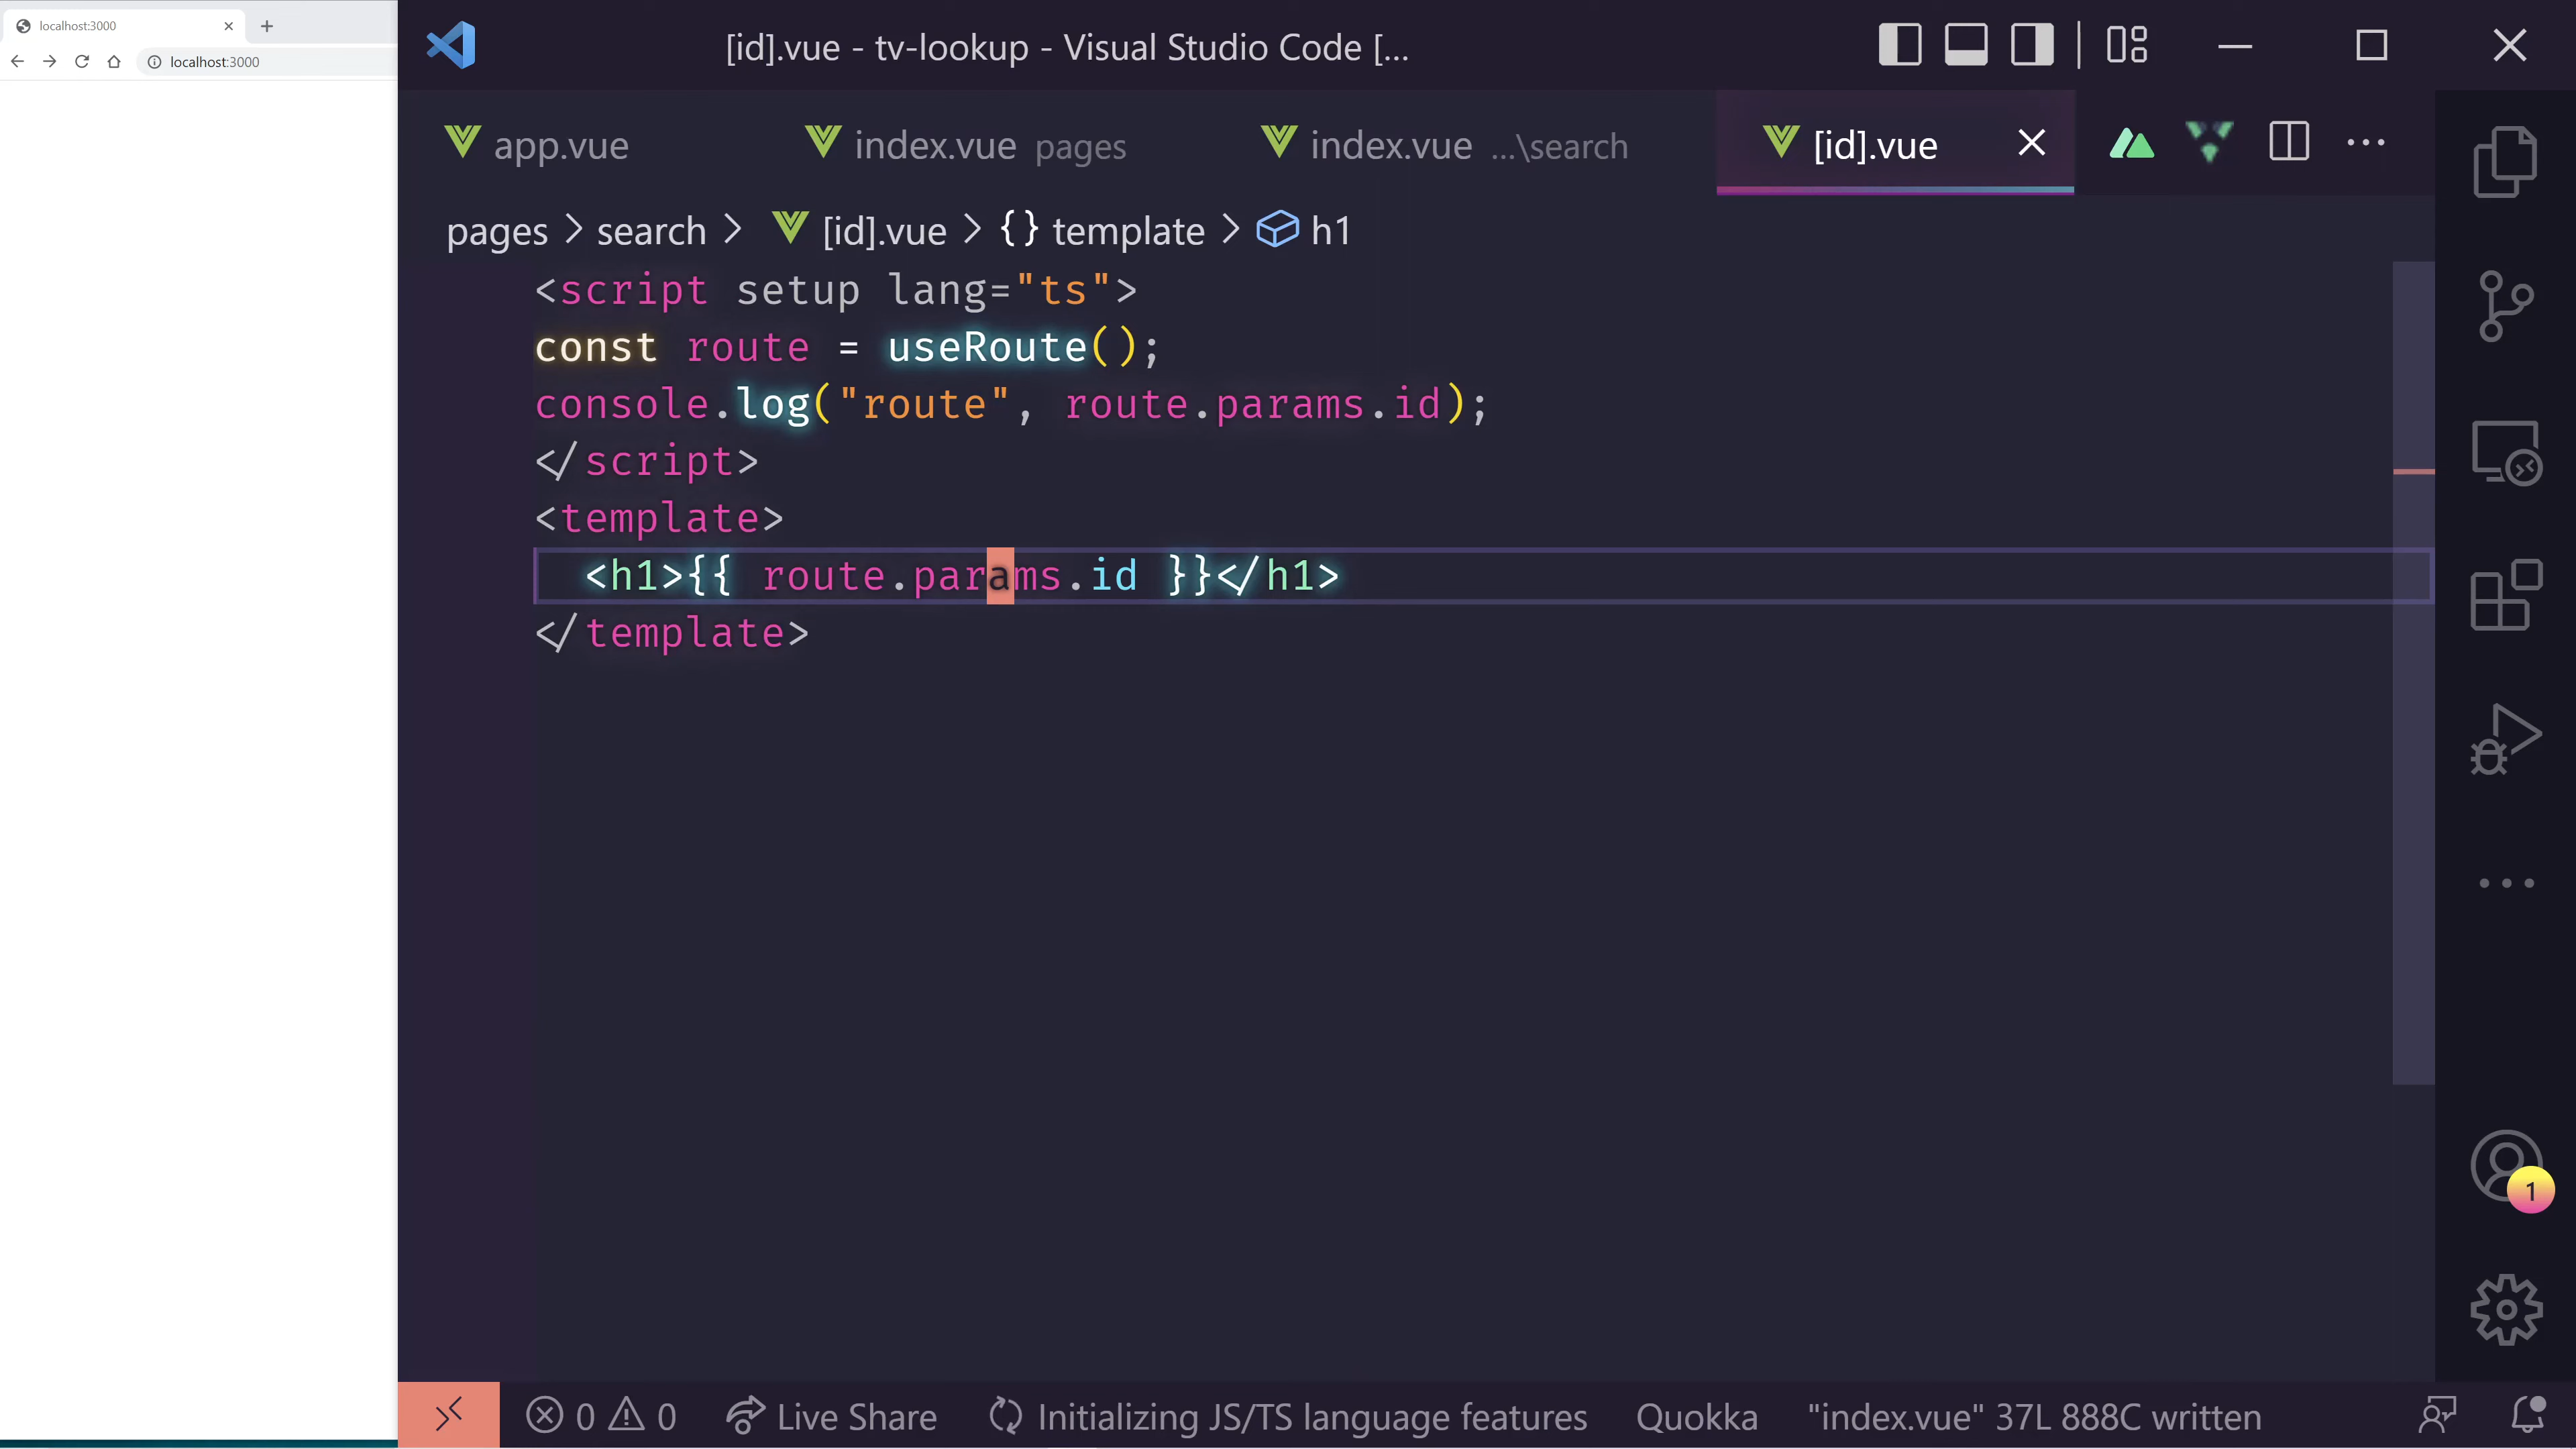 localhost:3000
localhost:3000
[id].vue - tv-lookup - Visual Studio Code [...
app.vue
index.vue pages
index.vue ...\search
[id].vue
pages > search > [id].vue > {} template > h1
<script setup lang="ts">
const route = useRoute();
console.log("route", route.params.id);
</script>
<template>
<h1>{{ route.params.id }}</h1>
</template>
1
0 0 Live Share Initializing JS/TS language features Quokka "index.vue" 37L 888C written